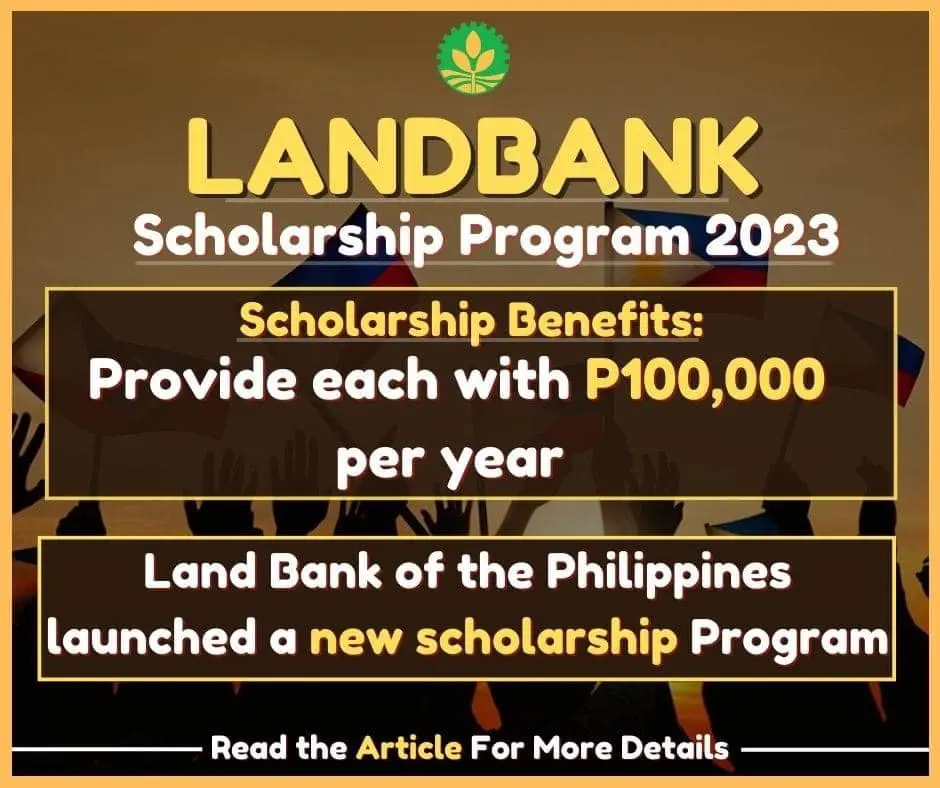 LANDBANK
Scholarship Program 2023
Scholarship Benefits:
Provide each with P100,000
per year
Land Bank of the Philippines
launched a new scholarship Program
Read the Article For More Details